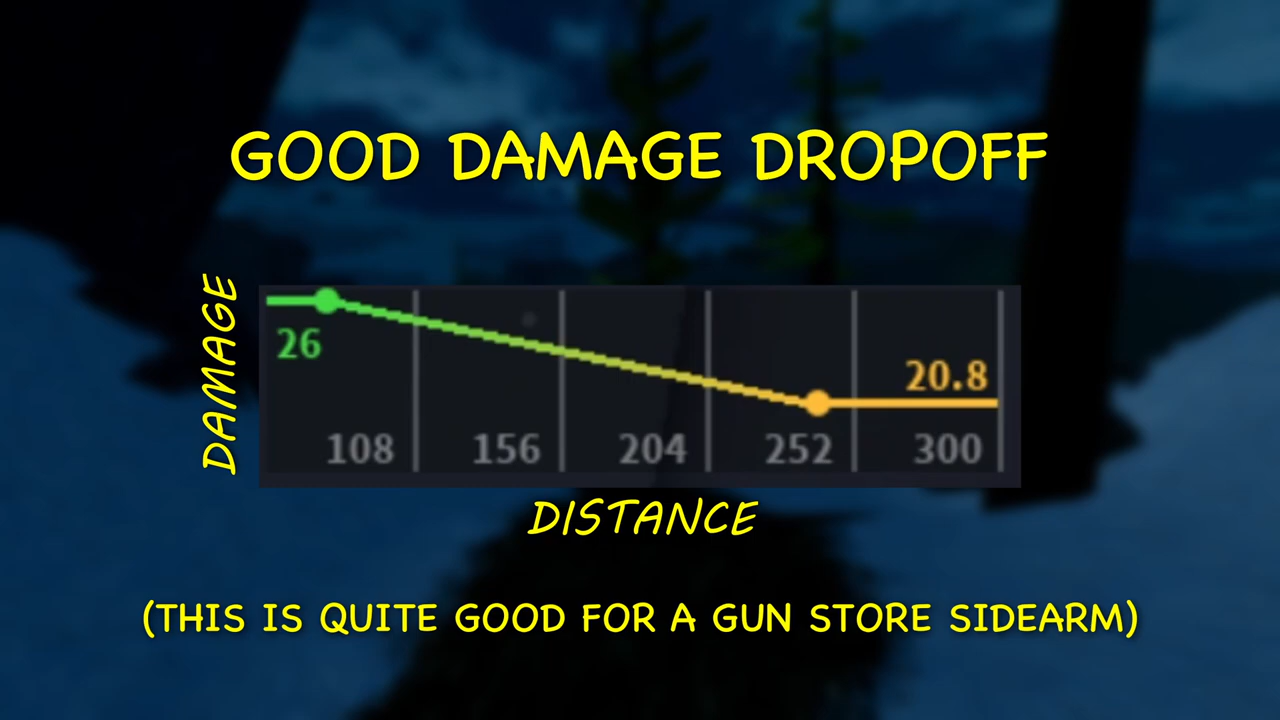 GOOD DAMAGE DROPOFF
DAMAGE
26
20.8
108 156 204 252 300
DISTANCE
(THIS IS QUITE GOOD FOR A GUN STORE SIDEARM)